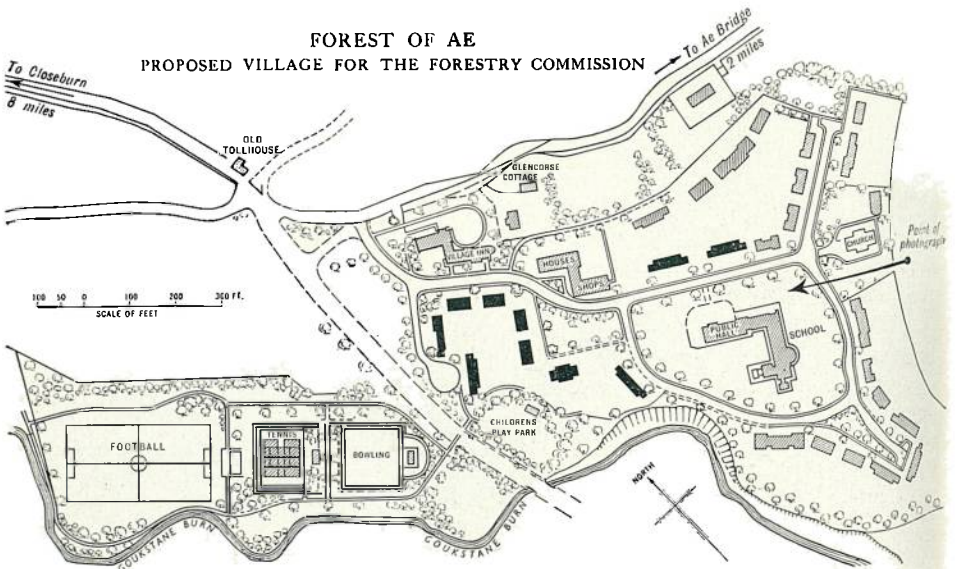 FOREST OF AE
PROPOSED VILLAGE FOR THE FORESTRY COMMISSION
To Closeburn
8 miles
To Ae Bridge
2 miles
OLD
TOLLHOUSE
GLENCORSE
COTTAGE
VILLAGE INN
HOUSES
SHOPS
CHURCH
Point of
photograph
PUBLIC
HALL
SCHOOL
100 50 0 100 200 300 FT.
SCALE OF FEET
CHILDRENS
PLAY PARK
FOOTBALL
TENNIS
BOWLING
NORTH
GOUKSTANE BURN
GOUKSTANE BURN